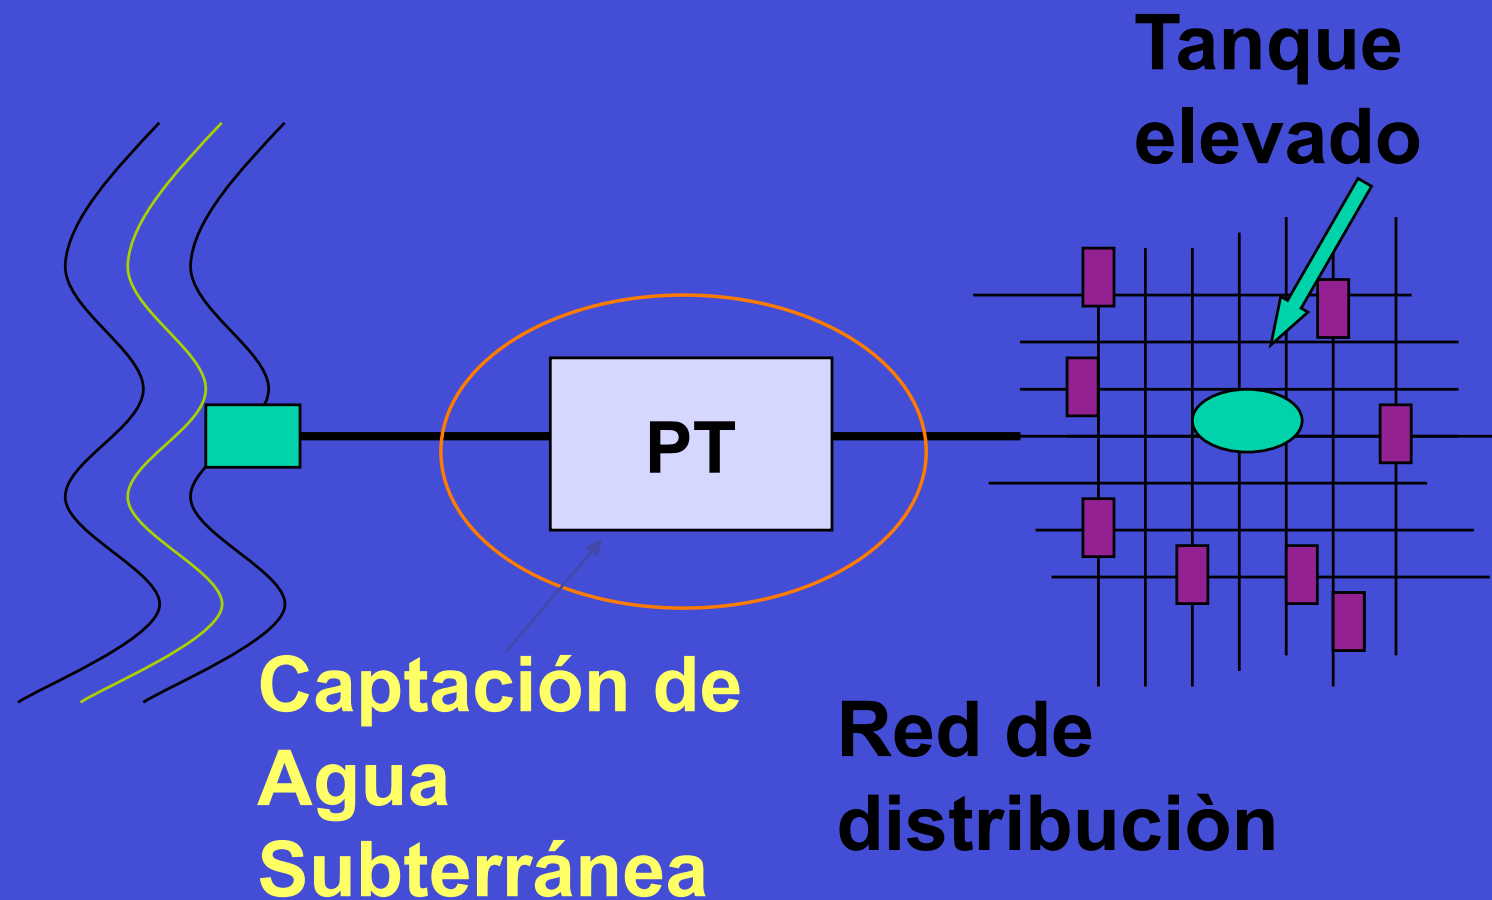 Tanque
elevado
PT
Captación de
Agua
Subterránea
Red de
distribuciòn